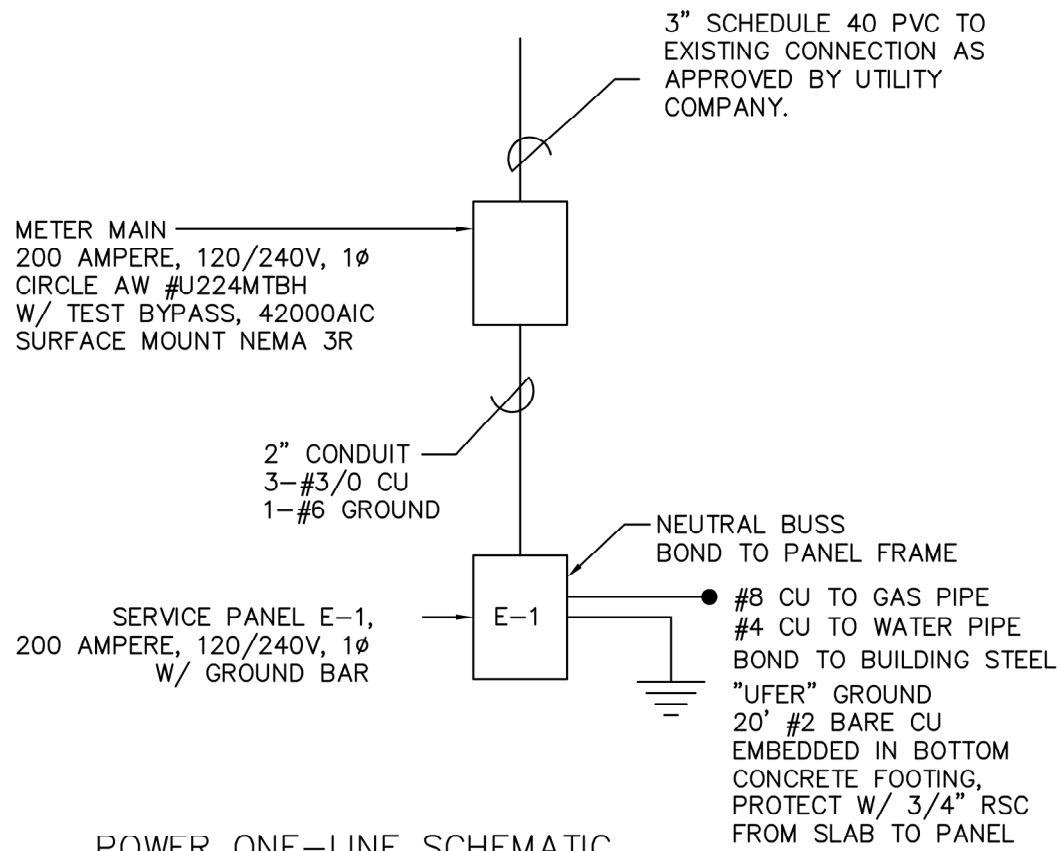 3” SCHEDULE 40 PVC TO
EXISTING CONNECTION AS
APPROVED BY UTILITY
COMPANY.
METER MAIN
200 AMPERE, 120/240V, 1ø
CIRCLE AW #U224MTBH
W/ TEST BYPASS, 42000AIC
SURFACE MOUNT NEMA 3R
2” CONDUIT
3–#3/0 CU
1–#6 GROUND
NEUTRAL BUSS
BOND TO PANEL FRAME
SERVICE PANEL E–1,
200 AMPERE, 120/240V, 1ø
W/ GROUND BAR
E–1
#8 CU TO GAS PIPE
#4 CU TO WATER PIPE
BOND TO BUILDING STEEL
"UFER" GROUND
20' #2 BARE CU
EMBEDDED IN BOTTOM
CONCRETE FOOTING,
PROTECT W/ 3/4” RSC
FROM SLAB TO PANEL
POWER ONE–LINE SCHEMATIC